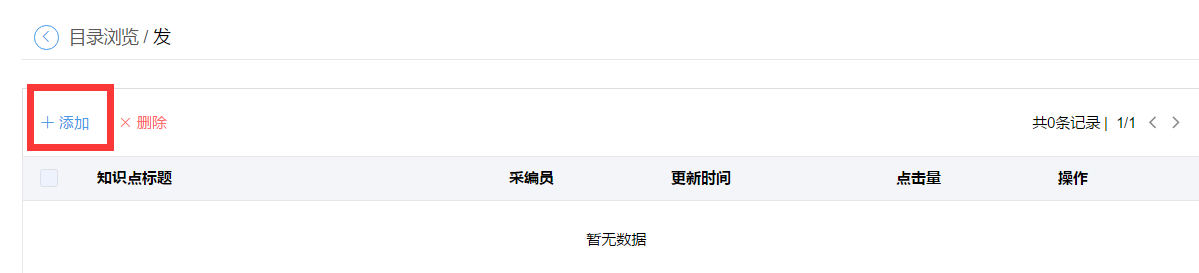 目录浏览 / 发
添加 删除 共0条记录 | 1/1
知识点标题 采编员 更新时间 点击量 操作
暂无数据